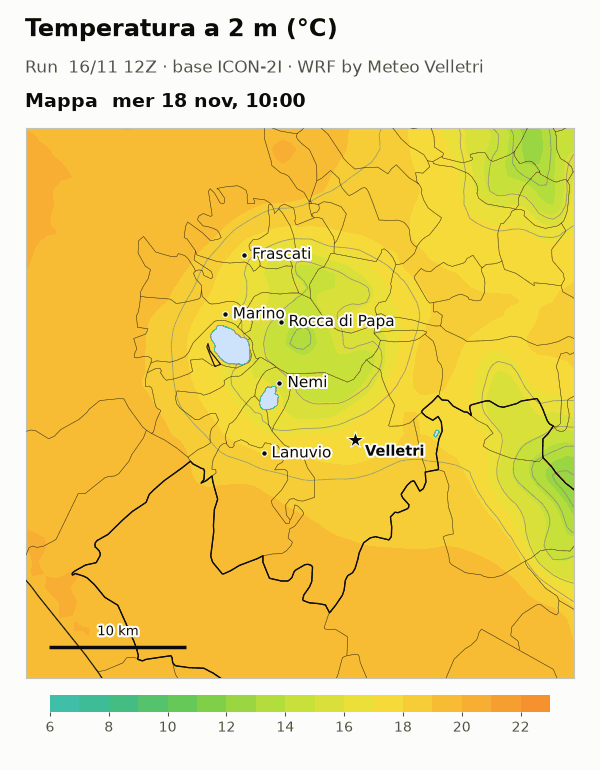 Temperatura a 2 m (°C)
Run  16/11 12Z · base ICON-2I · WRF by Meteo Velletri
Mappa  mer 18 nov, 10:00
Frascati
Marino
Rocca di Papa
Nemi
Lanuvio
Velletri
10 km
6 8 10 12 14 16 18 20 22